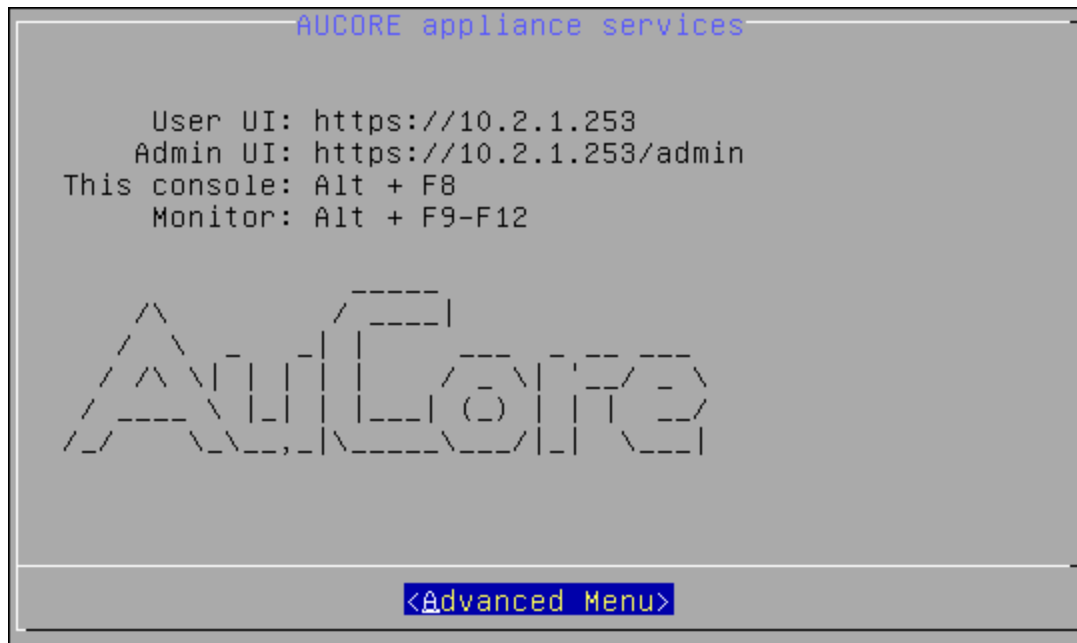 AUCORE appliance services
User UI: https://10.2.1.253
Admin UI: https://10.2.1.253/admin
This console: Alt + F8
Monitor: Alt + F9-F12
AuCore
<Advanced Menu>